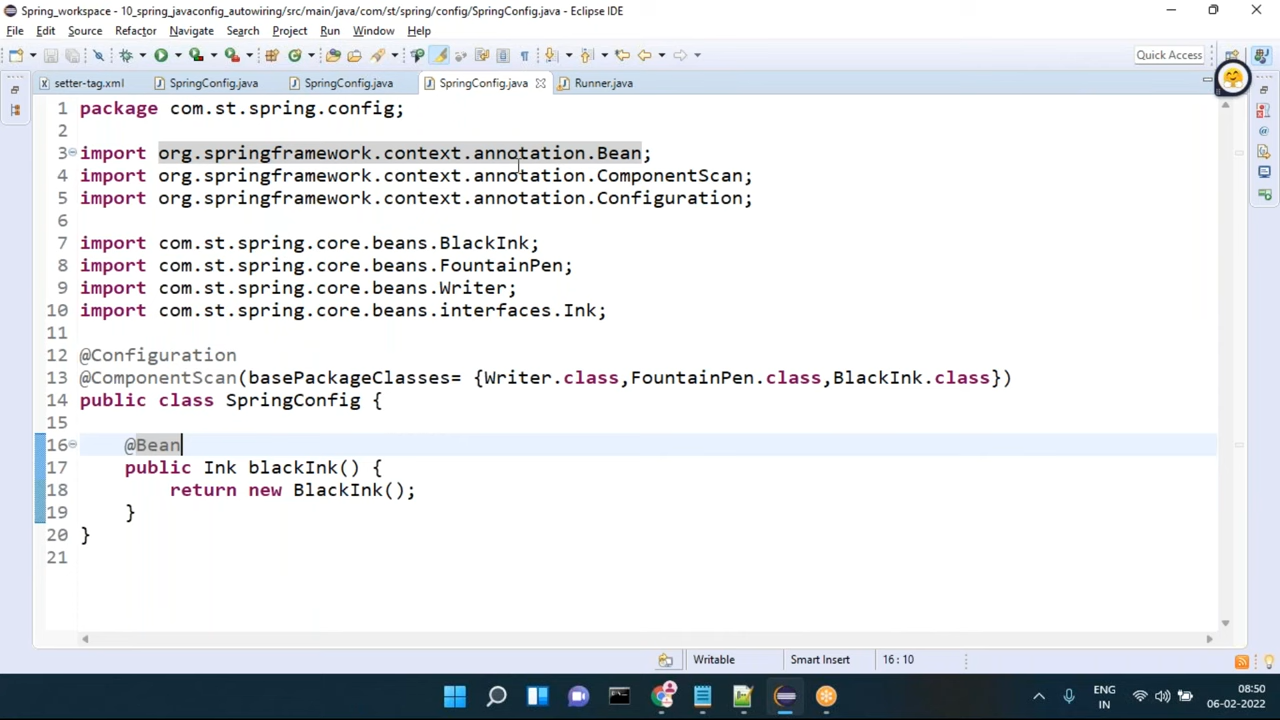 Spring_workspace - 10_spring_javaconfig_autowiring/src/main/java/com/st/spring/config/SpringConfig.java - Eclipse IDE
File Edit Source Refactor Navigate Search Project Run Window Help
Quick Access
setter-tag.xml SpringConfig.java SpringConfig.java SpringConfig.java Runner.java
1 package com.st.spring.config;
2
3 import org.springframework.context.annotation.Bean;
4 import org.springframework.context.annotation.ComponentScan;
5 import org.springframework.context.annotation.Configuration;
6
7 import com.st.spring.core.beans.BlackInk;
8 import com.st.spring.core.beans.FountainPen;
9 import com.st.spring.core.beans.Writer;
10 import com.st.spring.core.beans.interfaces.Ink;
11
12 @Configuration
13 @ComponentScan(basePackageClasses= {Writer.class,FountainPen.class,BlackInk.class})
14 public class SpringConfig {
15
16 @Bean
17 public Ink blackInk() {
18 return new BlackInk();
19 }
20 }
21
Writable Smart Insert 16 : 10
ENG 08:50
IN 06-02-2022